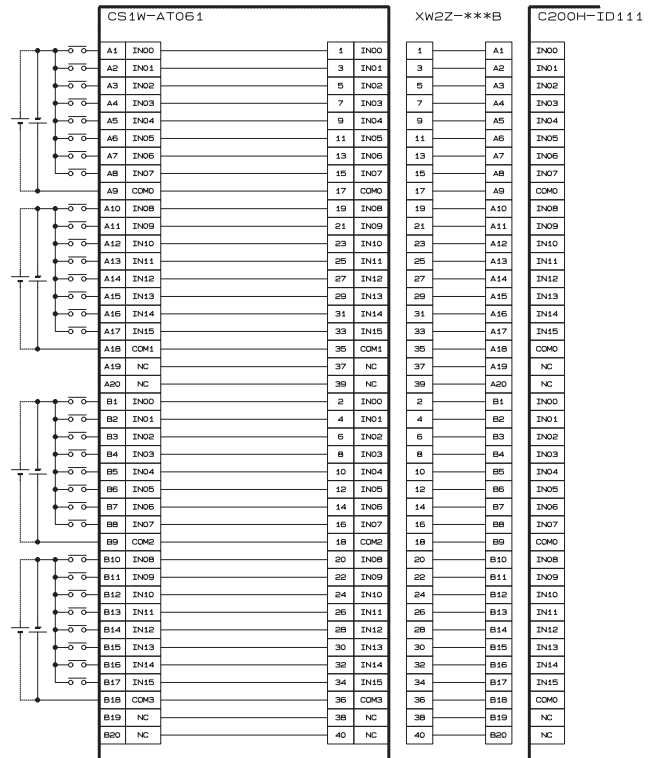 CS1W-AT061 XW2Z-***B C200H-ID111
A1 IN00 1 IN00 1 A1 IN00
A2 IN01 3 IN01 3 A2 IN01
A3 IN02 5 IN02 5 A3 IN02
A4 IN03 7 IN03 7 A4 IN03
A5 IN04 9 IN04 9 A5 IN04
A6 IN05 11 IN05 11 A6 IN05
A7 IN06 13 IN06 13 A7 IN06
A8 IN07 15 IN07 15 A8 IN07
A9 COM0 17 COM0 17 A9 COM0
A10 IN08 19 IN08 19 A10 IN08
A11 IN09 21 IN09 21 A11 IN09
A12 IN10 23 IN10 23 A12 IN10
A13 IN11 25 IN11 25 A13 IN11
A14 IN12 27 IN12 27 A14 IN12
A15 IN13 29 IN13 29 A15 IN13
A16 IN14 31 IN14 31 A16 IN14
A17 IN15 33 IN15 33 A17 IN15
A18 COM1 35 COM1 35 A18 COM0
A19 NC 37 NC 37 A19 NC
A20 NC 39 NC 39 A20 NC
B1 IN00 2 IN00 2 B1 IN00
B2 IN01 4 IN01 4 B2 IN01
B3 IN02 6 IN02 6 B3 IN02
B4 IN03 8 IN03 8 B4 IN03
B5 IN04 10 IN04 10 B5 IN04
B6 IN05 12 IN05 12 B6 IN05
B7 IN06 14 IN06 14 B7 IN06
B8 IN07 16 IN07 16 B8 IN07
B9 COM2 18 COM2 18 B9 COM0
B10 IN08 20 IN08 20 B10 IN08
B11 IN09 22 IN09 22 B11 IN09
B12 IN10 24 IN10 24 B12 IN10
B13 IN11 26 IN11 26 B13 IN11
B14 IN12 28 IN12 28 B14 IN12
B15 IN13 30 IN13 30 B15 IN13
B16 IN14 32 IN14 32 B16 IN14
B17 IN15 34 IN15 34 B17 IN15
B18 COM3 36 COM3 36 B18 COM0
B19 NC 38 NC 38 B19 NC
B20 NC 40 NC 40 B20 NC